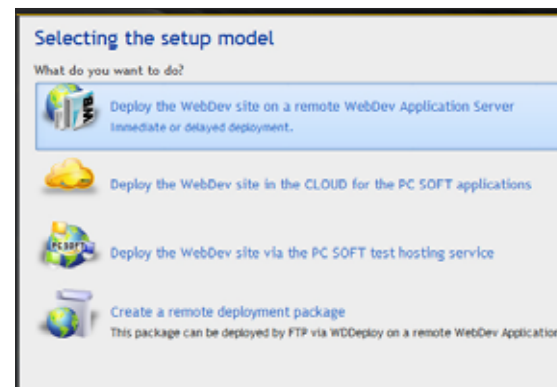 Selecting the setup model
What do you want to do?
Deploy the WebDev site on a remote WebDev Application Server
Immediate or delayed deployment.
Deploy the WebDev site in the CLOUD for the PC SOFT applications
PC SOFT
Deploy the WebDev site via the PC SOFT test hosting service
Create a remote deployment package
This package can be deployed by FTP via WDDeploy on a remote WebDev Application